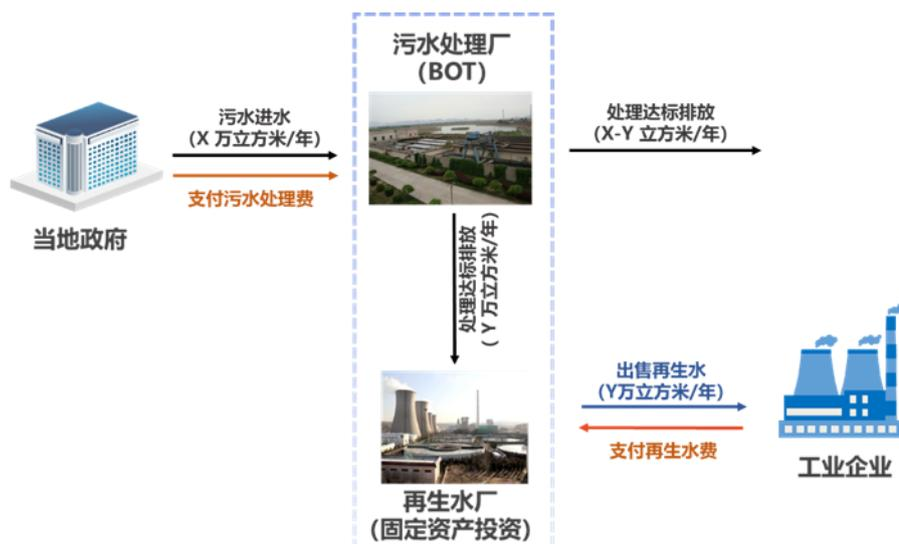 污水处理厂
(BOT)
污水进水
(X 万立方米/年)
支付污水处理费
当地政府
处理达标排放
(X-Y 立方米/年)
处理达标排放
( Y 万立方米/年)
出售再生水
(Y万立方米/年)
支付再生水费
工业企业
再生水厂
(固定资产投资)